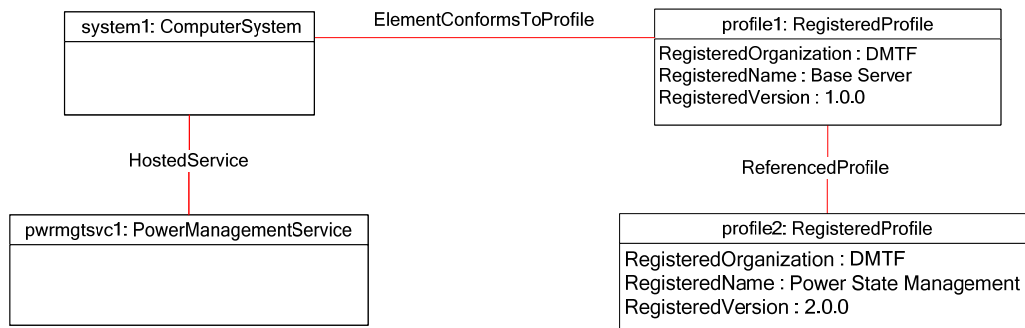 system1: ComputerSystem
ElementConformsToProfile
profile1: RegisteredProfile
RegisteredOrganization : DMTF
RegisteredName : Base Server
RegisteredVersion : 1.0.0
HostedService
ReferencedProfile
pwrmgtsvc1: PowerManagementService
profile2: RegisteredProfile
RegisteredOrganization : DMTF
RegisteredName : Power State Management
RegisteredVersion : 2.0.0